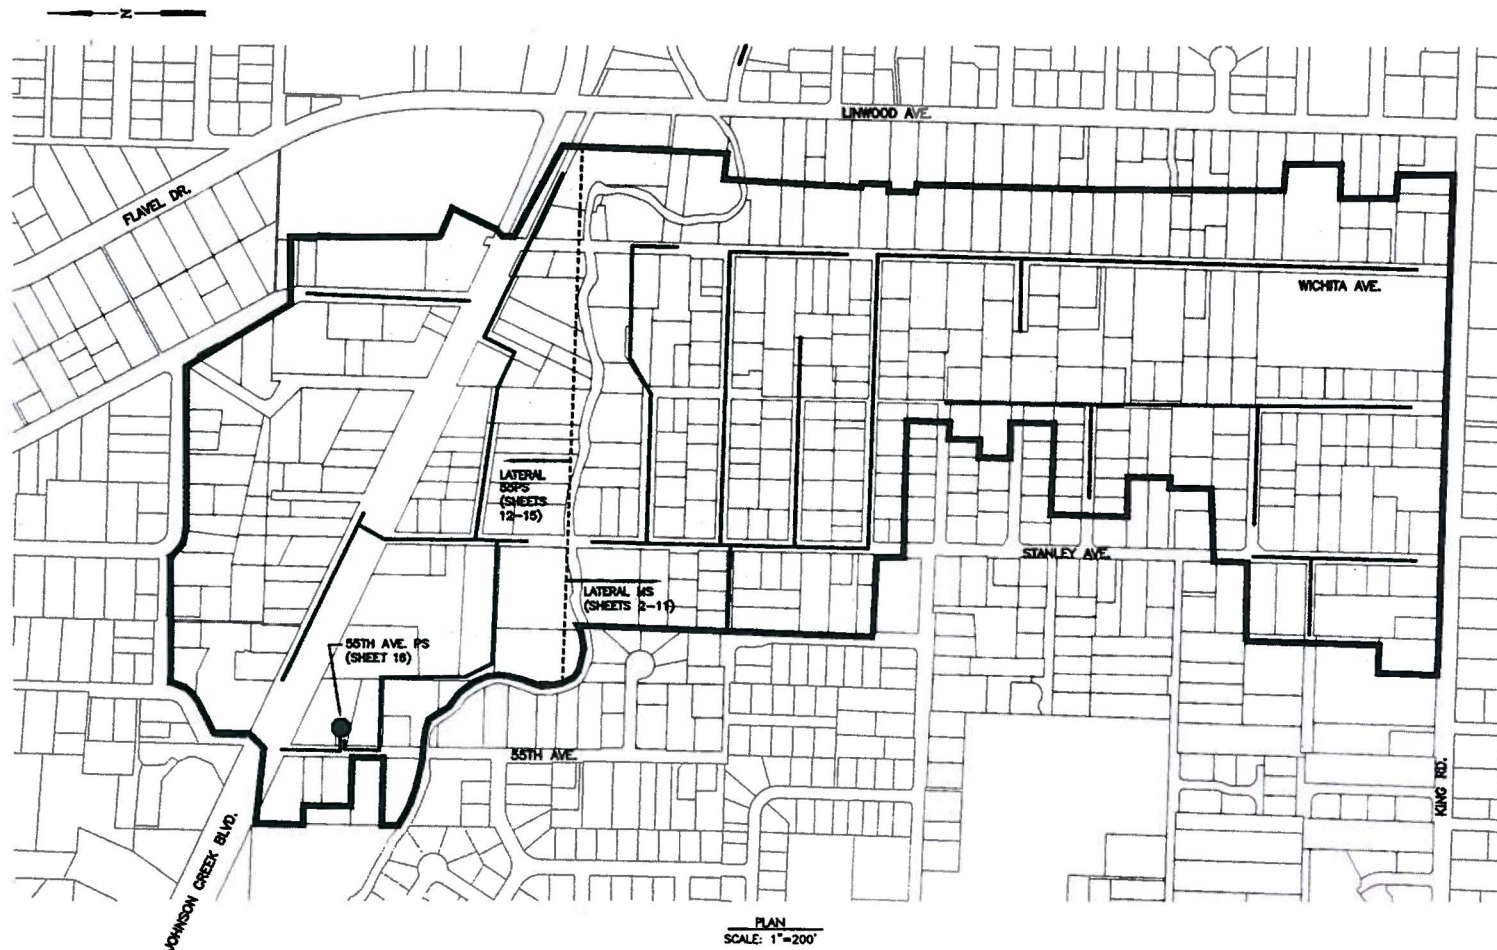 N
LINWOOD AVE.
FLAVEL DR.
WICHITA AVE.
LATERAL
55PS
(SHEETS
12-15)
STANLEY AVE.
LATERAL MS
(SHEETS 2-11)
55TH AVE. PS
(SHEET 16)
55TH AVE.
KING RD.
JOHNSON CREEK BLVD.
PLAN
SCALE: 1"=200'